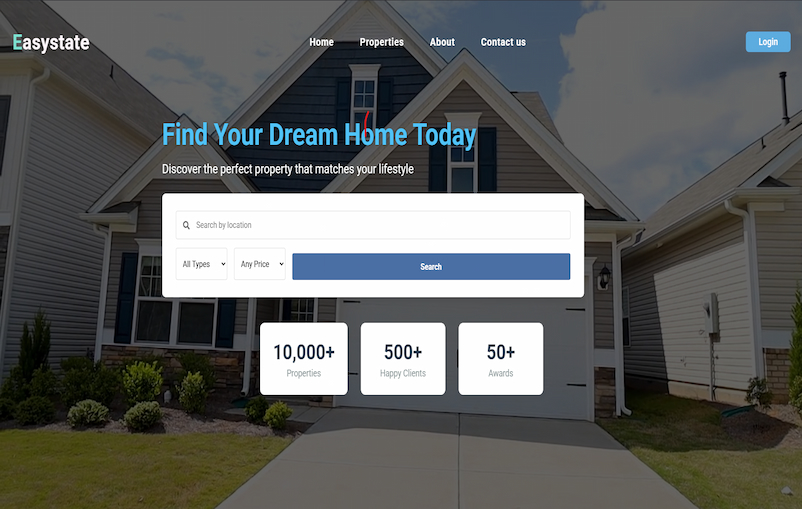 Easystate
Home Properties About Contact us
Login
Find Your Dream Home Today
Discover the perfect property that matches your lifestyle
Search by location
All Types Any Price Search
10,000+ 500+ 50+
Properties Happy Clients Awards